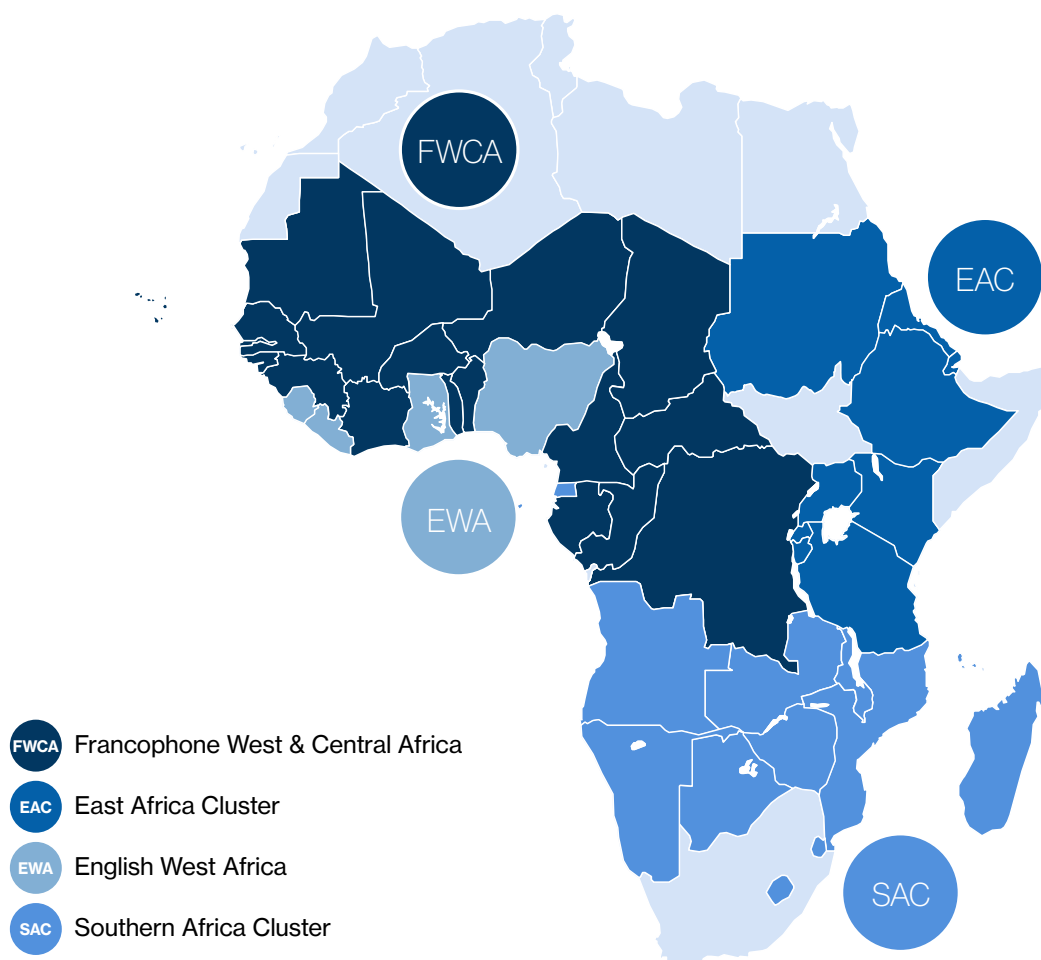 FWCA
EAC
EWA
SAC
FWCA Francophone West & Central Africa
EAC East Africa Cluster
EWA English West Africa
SAC Southern Africa Cluster